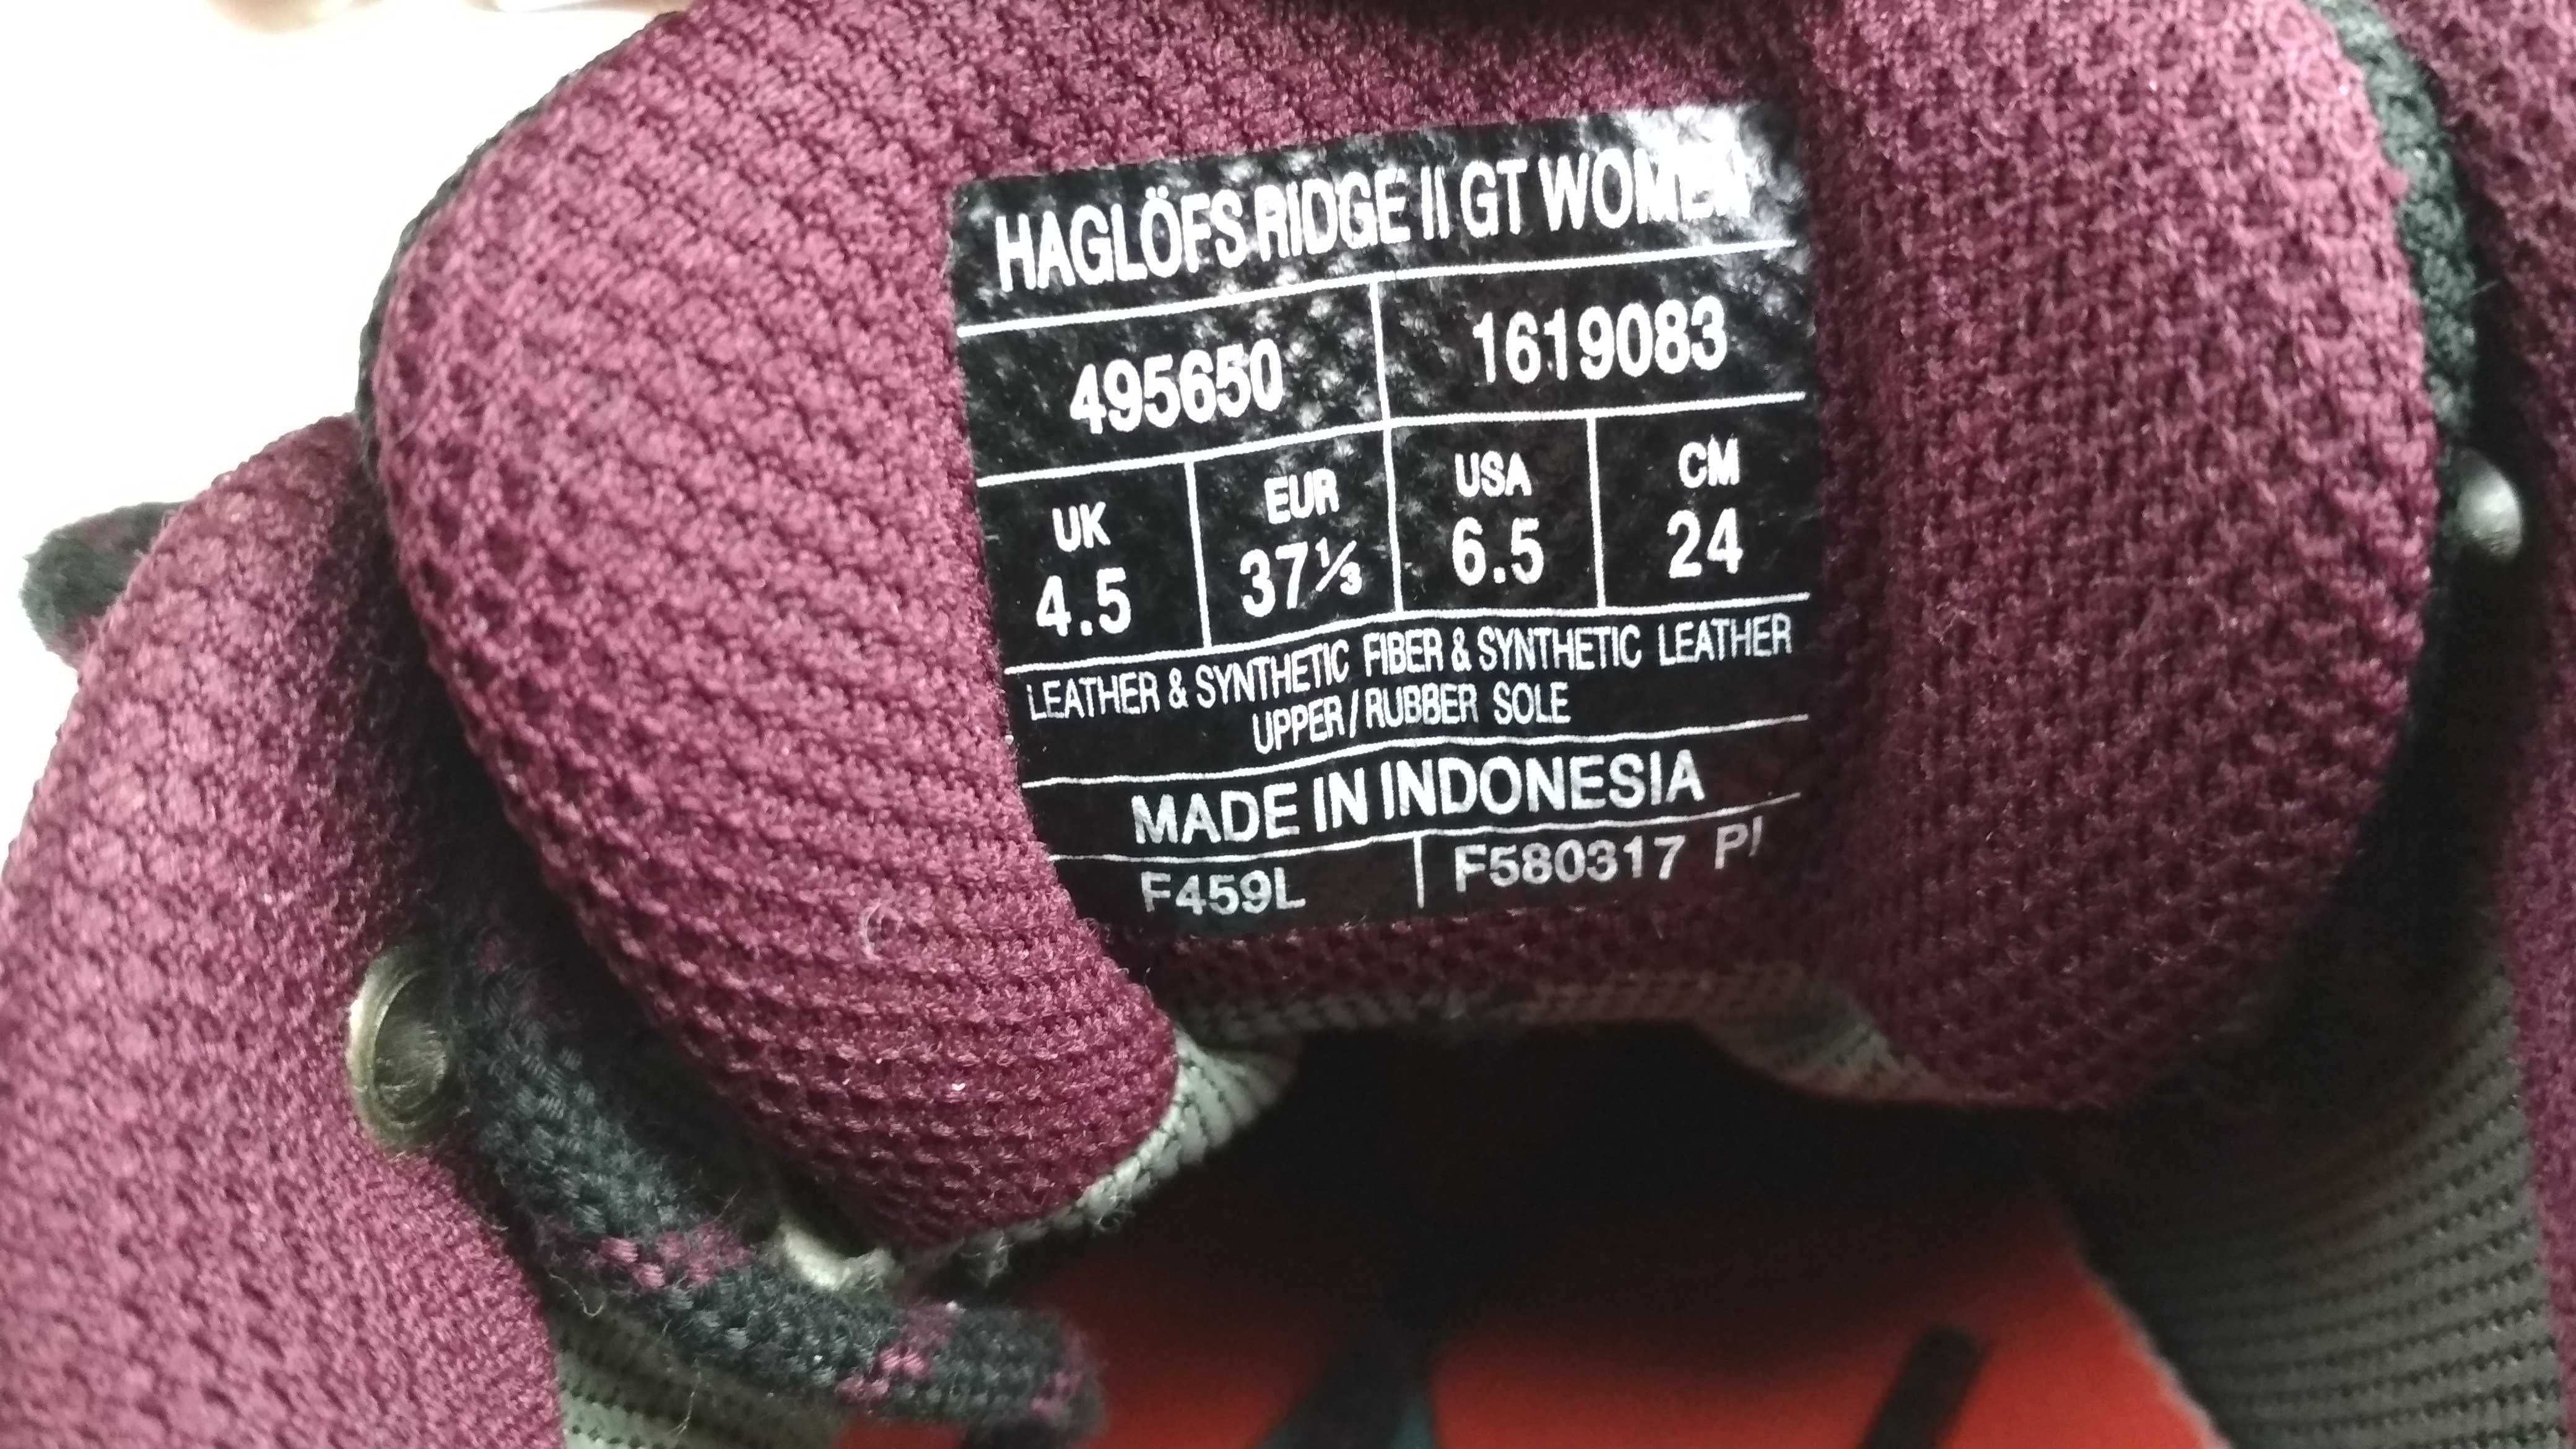 HAGLÖFS RIDGE II GT WOMEN
495650 1619083
UK EUR USA CM
4.5 37⅓ 6.5 24
LEATHER & SYNTHETIC FIBER & SYNTHETIC LEATHER
UPPER/RUBBER SOLE
MADE IN INDONESIA
F459L F580317